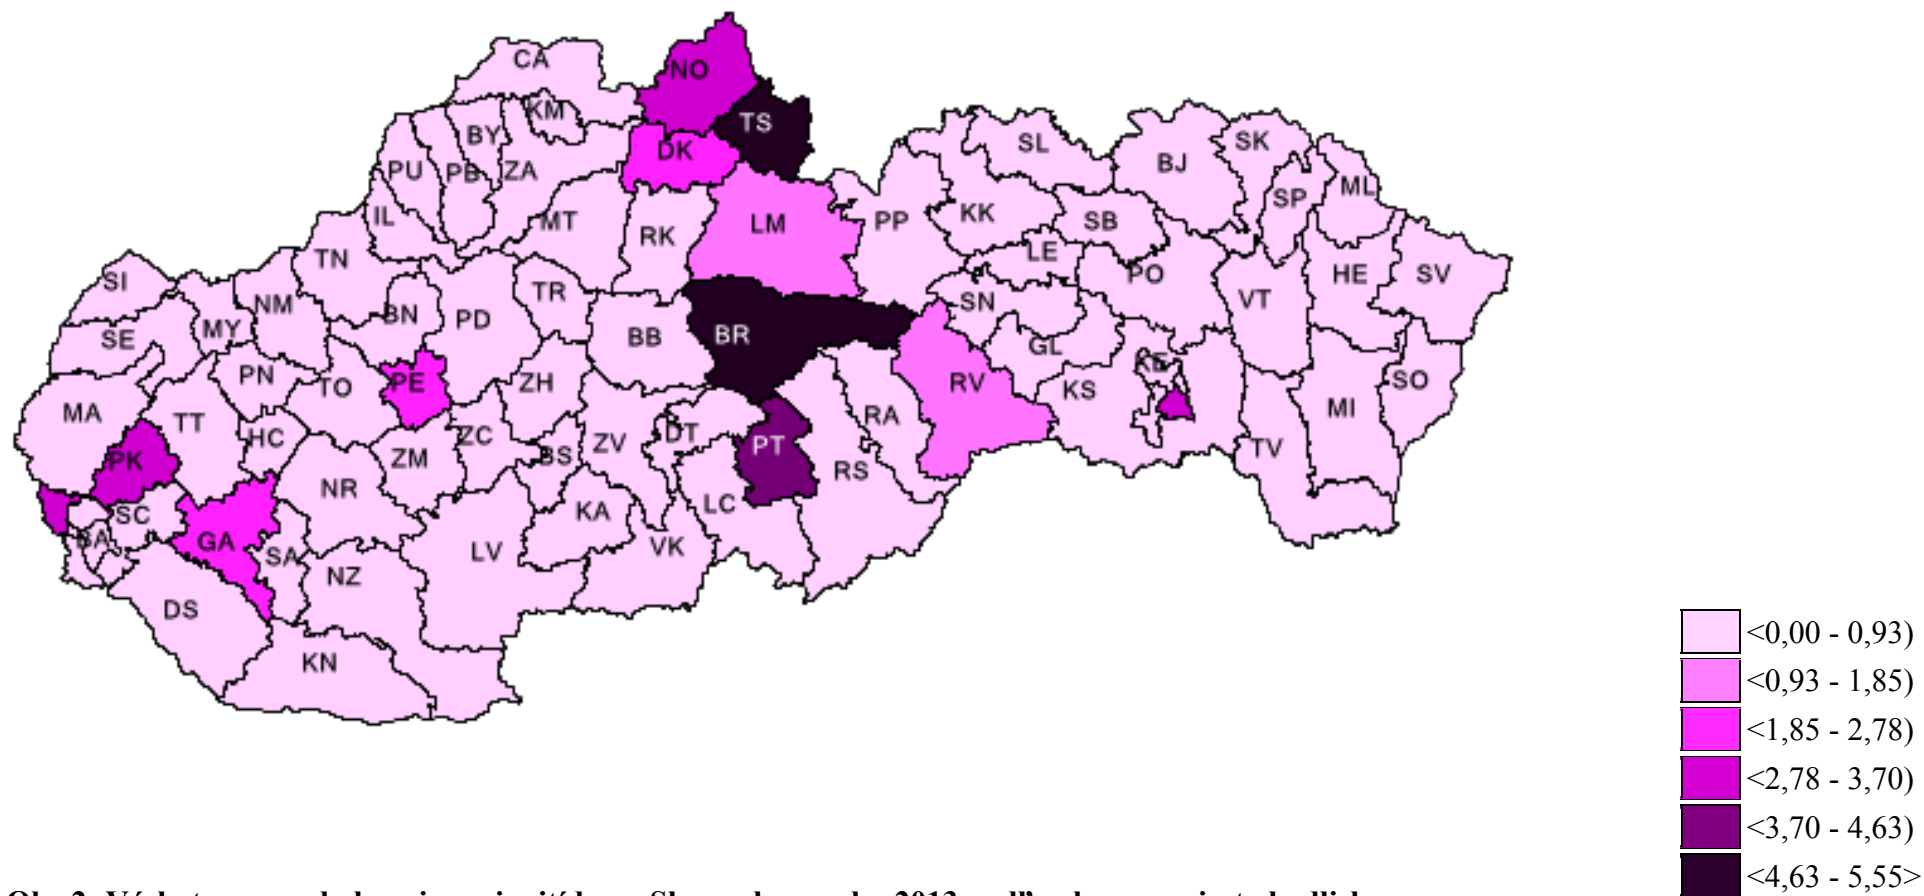 CA
NO
KM
TS
BY
DK
PU
PB
ZA
SL
BJ
SK
ML
SP
IL
MT
RK
LM
PP
KK
SB
LE
TN
PO
HE
SV
VT
SI
NM
BN
TR
SN
MY
PD
SE
BB
BR
GL
KE
PN
TO
PE
ZH
RV
KS
SO
MA
TT
HC
ZC
BS
ZV
DT
PT
RA
MI
TV
PK
ZM
RS
NR
LC
SC
KA
BA
GA
SA
LV
VK
NZ
DS
KN
<0,00 - 0,93)
<0,93 - 1,85)
<1,85 - 2,78)
<2,78 - 3,70)
<3,70 - 4,63)
<4,63 - 5,55>
2013